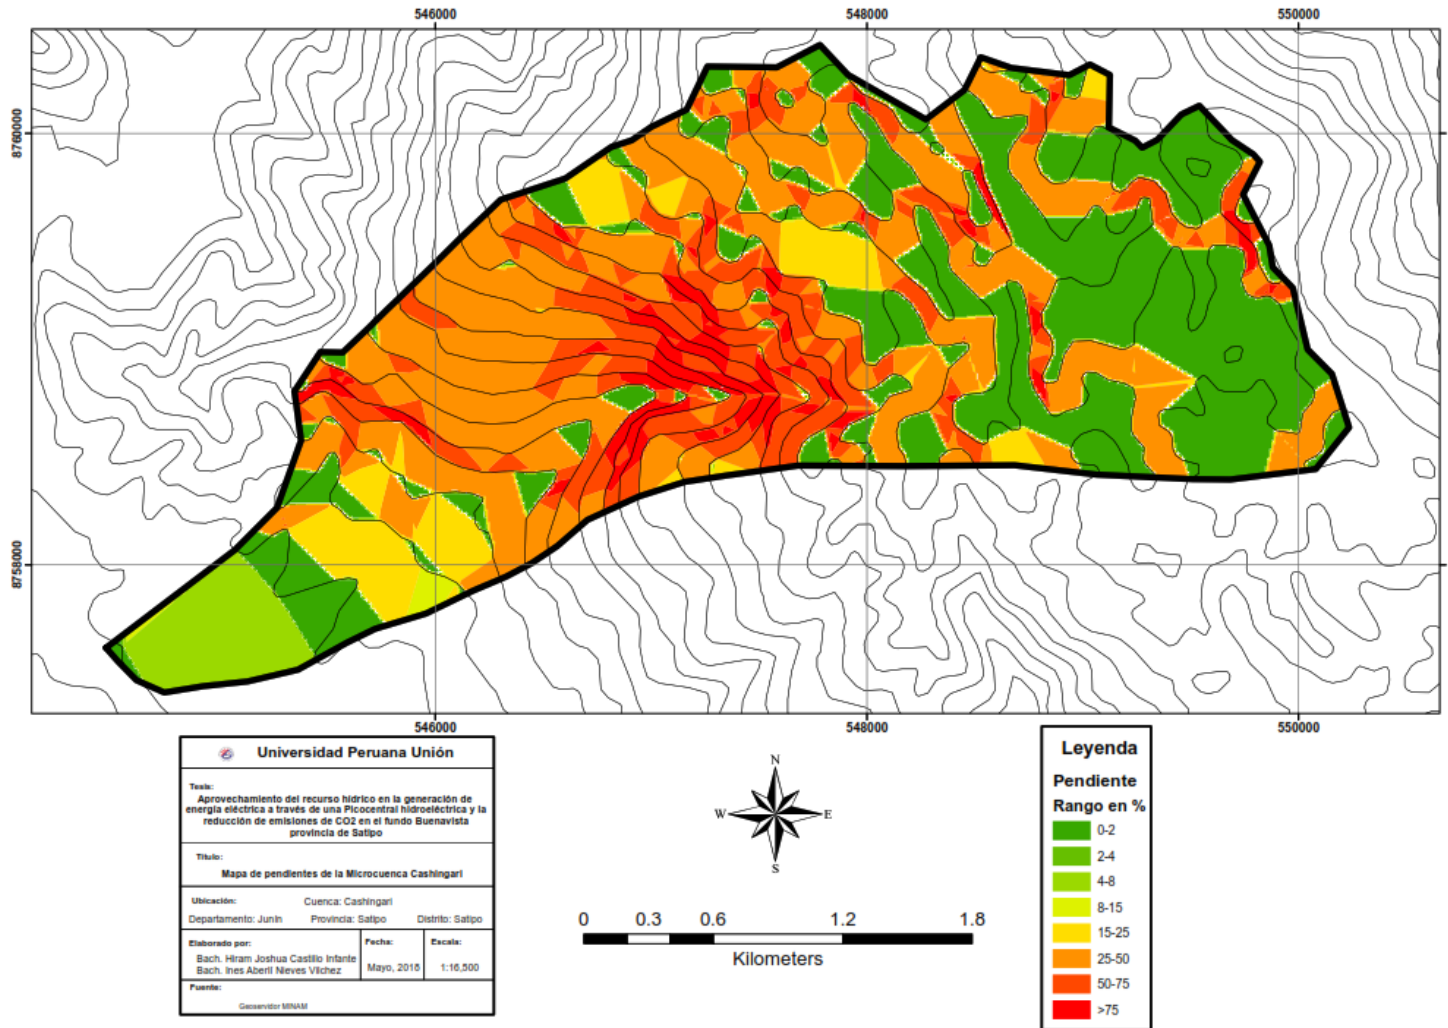 546000
548000
550000
8760000
8758000
546000
548000
550000
Universidad Peruana Unión
Tesis:
Aprovechamiento del recurso hídrico en la generación de
energía eléctrica a través de una Picocentral hidroeléctrica y la
reducción de emisiones de CO2 en el fundo Buenavista
provincia de Satipo
Título:
Mapa de pendientes de la Microcuenca Cashingari
Ubicación:
Cuenca: Cashingari
Departamento: Junín Provincia: Satipo Distrito: Satipo
Elaborado por:
Bach. Hiram Joshua Castillo Infante
Bach. Ines Aberil Nieves Vilchez
Fecha:
Mayo, 2018
Escala:
1:16,500
Fuente:
Geoservidor MINAM
N
W
E
S
0 0.3 0.6 1.2 1.8
Kilometers
Leyenda
Pendiente
Rango en %
0-2
2-4
4-8
8-15
15-25
25-50
50-75
>75